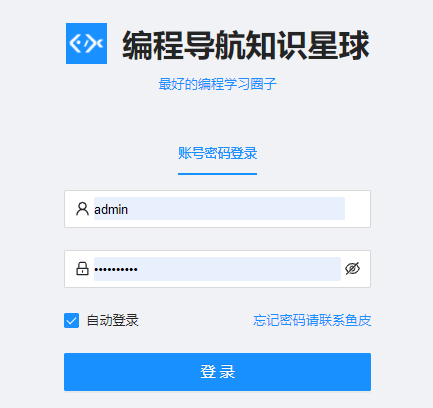 编程导航知识星球
最好的编程学习圈子
账号密码登录
admin
••••••••••
自动登录 忘记密码请联系鱼皮
登 录